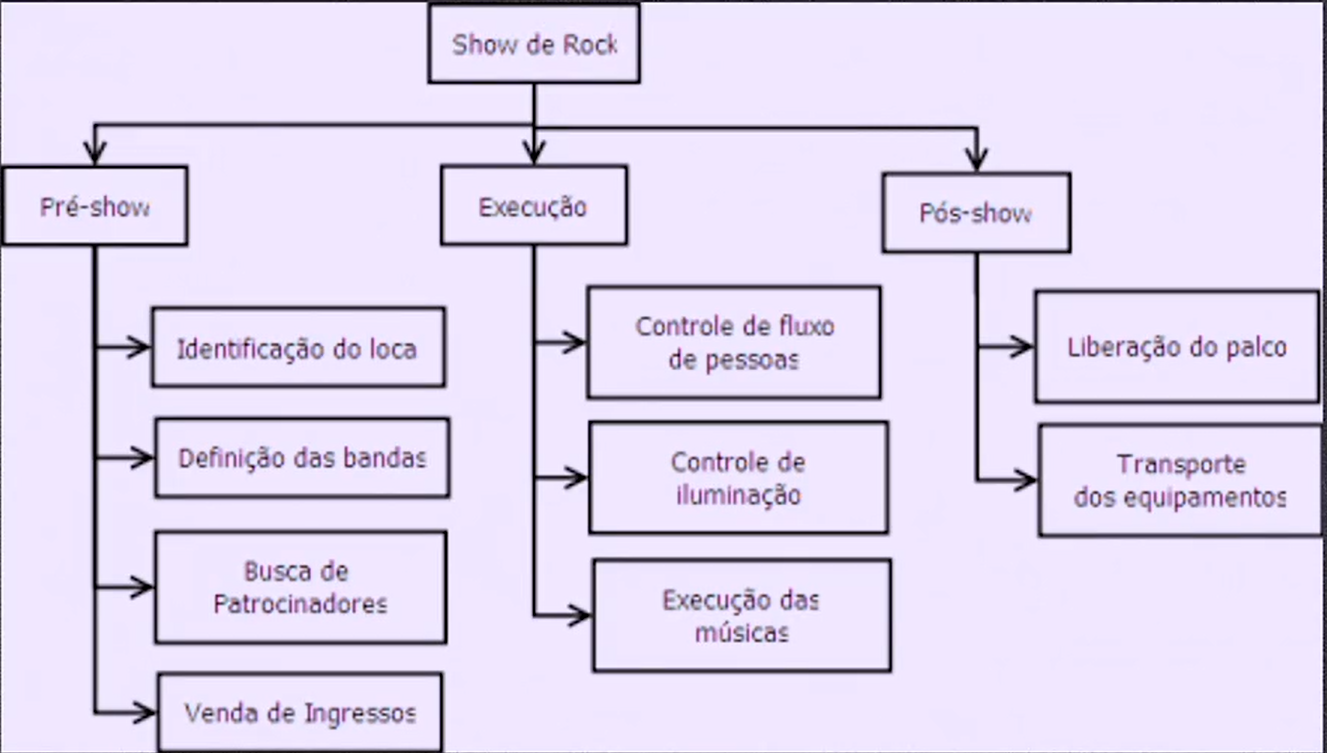 Show de Rock
Pré-show
Execução
Pós-show
Identificação do loca
Definição das bandas
Busca de
Patrocinadores
Venda de Ingressos
Controle de fluxo
de pessoas
Controle de
iluminação
Execução das
músicas
Liberação do palco
Transporte
dos equipamentos